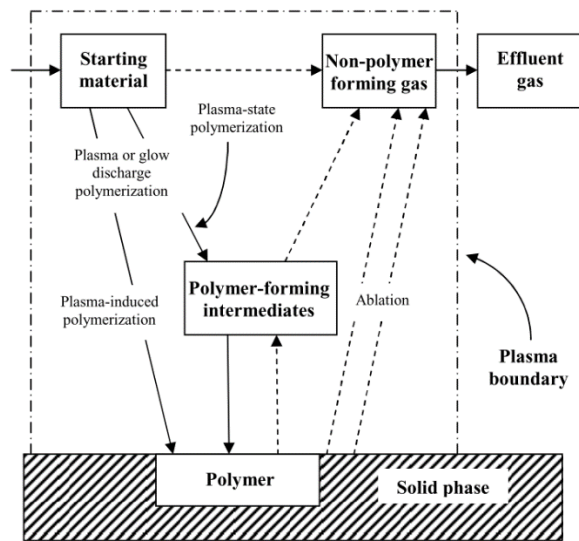 Starting
material
Non-polymer
forming gas
Effluent
gas
Plasma-state
polymerization
Plasma or glow
discharge
polymerization
Polymer-forming
intermediates
Ablation
Plasma-induced
polymerization
Plasma
boundary
Polymer
Solid phase